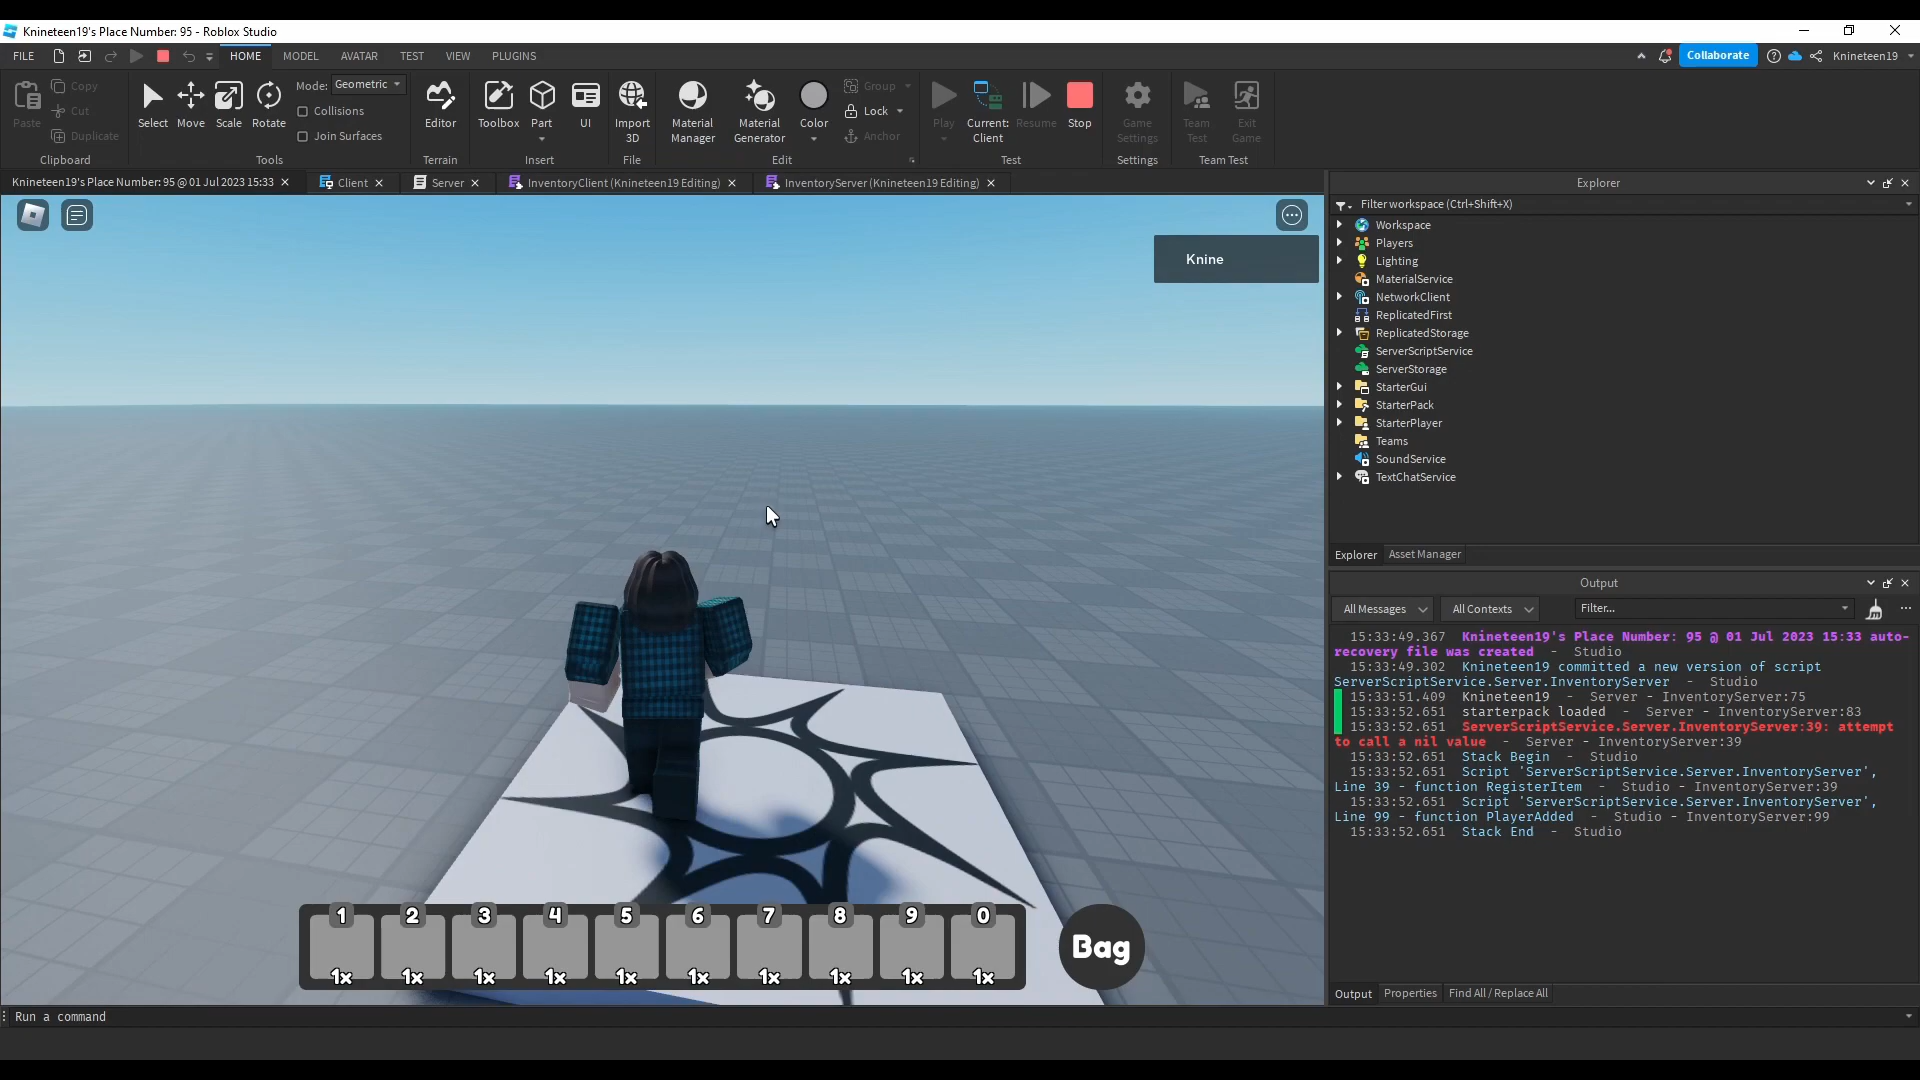 Knineteen19's Place Number: 95 - Roblox Studio
FILE HOME MODEL AVATAR TEST VIEW PLUGINS Collaborate Knineteen19
Copy Mode: Geometric Group
Paste Cut Select Move Scale Rotate Collisions Editor Toolbox Part UI Import 3D Material Manager Material Generator Color Lock Play Current: Client Resume Stop Game Settings Team Test Exit Game
Duplicate Join Surfaces Anchor
Clipboard Tools Terrain Insert File Edit Test Settings Team Test
Knineteen19's Place Number: 95 @ 01 Jul 2023 15:33 Client Server InventoryClient (Knineteen19 Editing) InventoryServer (Knineteen19 Editing)
Knine
1 2 3 4 5 6 7 8 9 0
1x 1x 1x 1x 1x 1x 1x 1x 1x 1x
Bag
Explorer
Filter workspace (Ctrl+Shift+X)
Workspace
Players
Lighting
MaterialService
NetworkClient
ReplicatedFirst
ReplicatedStorage
ServerScriptService
ServerStorage
StarterGui
StarterPack
StarterPlayer
Teams
SoundService
TextChatService
Explorer Asset Manager
Output
All Messages All Contexts Filter...
15:33:49.367 Knineteen19's Place Number: 95 @ 01 Jul 2023 15:33 auto-
recovery file was created - Studio
15:33:49.302 Knineteen19 committed a new version of script
ServerScriptService.Server.InventoryServer - Studio
15:33:51.409 Knineteen19 - Server - InventoryServer:75
15:33:52.651 starterpack loaded - Server - InventoryServer:83
15:33:52.651 ServerScriptService.Server.InventoryServer:39: attempt
to call a nil value - Server - InventoryServer:39
15:33:52.651 Stack Begin - Studio
15:33:52.651 Script 'ServerScriptService.Server.InventoryServer',
Line 39 - function RegisterItem - Studio - InventoryServer:39
15:33:52.651 Script 'ServerScriptService.Server.InventoryServer',
Line 99 - function PlayerAdded - Studio - InventoryServer:99
15:33:52.651 Stack End - Studio
Output Properties Find All / Replace All
Run a command